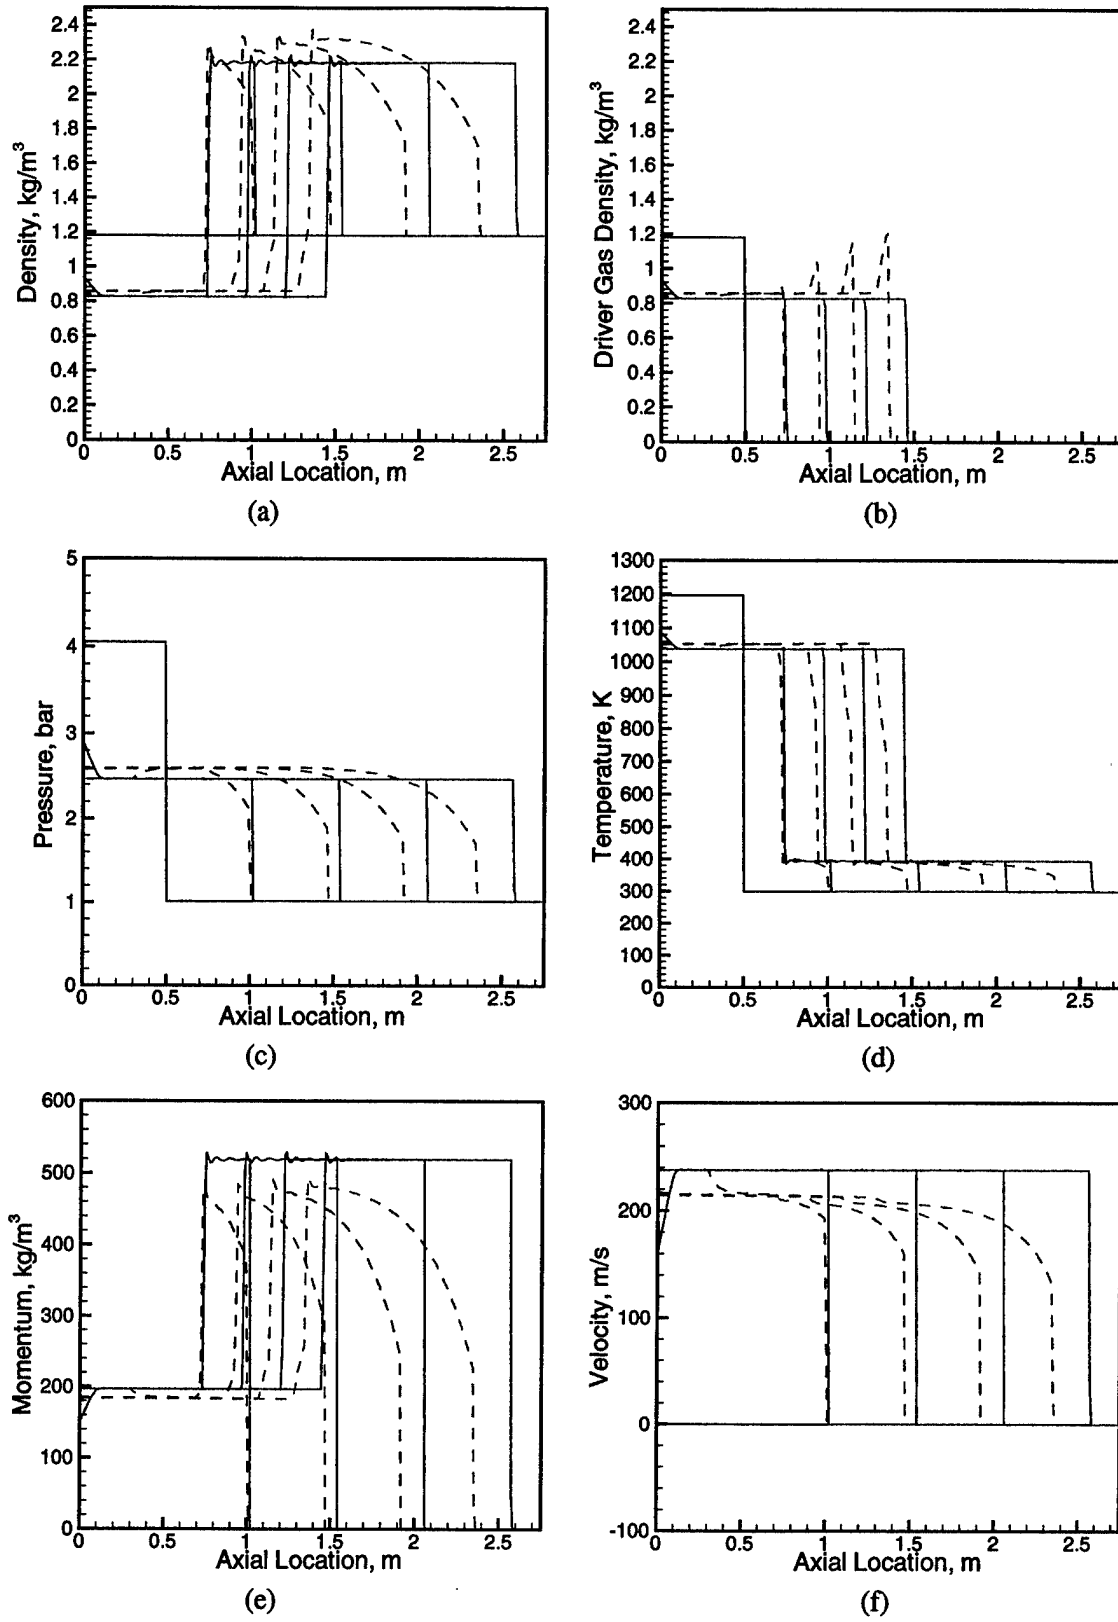 Density, kg/m³
2.4
2.2
2
1.8
1.6
1.4
1.2
1
0.8
0.6
0.4
0.2
0
0 0.5 1 1.5 2 2.5
Axial Location, m
(a)
Driver Gas Density, kg/m³
2.4
2.2
2
1.8
1.6
1.4
1.2
1
0.8
0.6
0.4
0.2
0
0 0.5 1 1.5 2 2.5
Axial Location, m
(b)
Pressure, bar
5
4
3
2
1
0
0 0.5 1 1.5 2 2.5
Axial Location, m
(c)
Temperature, K
1300
1200
1100
1000
900
800
700
600
500
400
300
200
100
0
0 0.5 1 1.5 2 2.5
Axial Location, m
(d)
Momentum, kg/m³
600
500
400
300
200
100
0
0 0.5 1 1.5 2 2.5
Axial Location, m
(e)
Velocity, m/s
300
200
100
0
-100
0 0.5 1 1.5 2 2.5
Axial Location, m
(f)